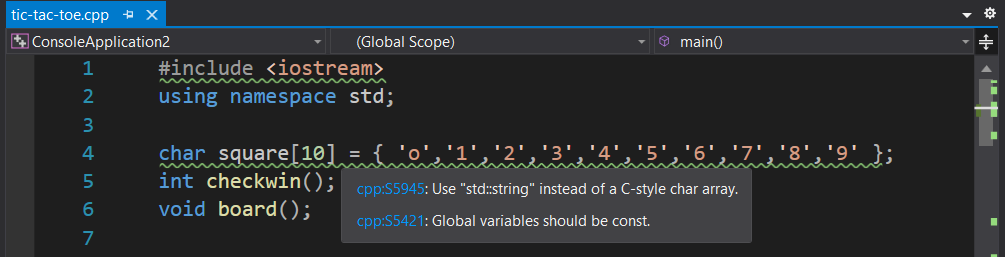 tic-tac-toe.cpp
ConsoleApplication2 (Global Scope) main()
1 #include <iostream>
2 using namespace std;
3
4 char square[10] = { 'o','1','2','3','4','5','6','7','8','9' };
5 int checkwin();
6 void board();
7
cpp:S5945: Use "std::string" instead of a C-style char array.
cpp:S5421: Global variables should be const.